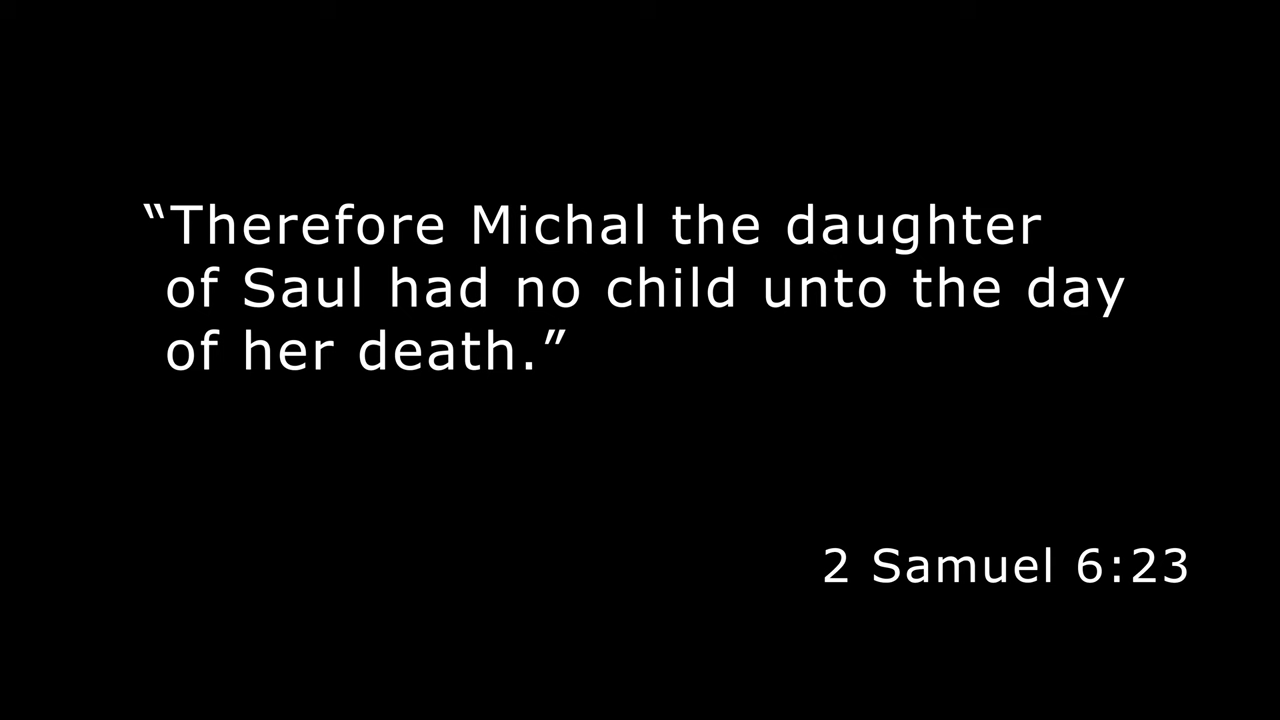 “Therefore Michal the daughter
of Saul had no child unto the day
of her death.”
2 Samuel 6:23